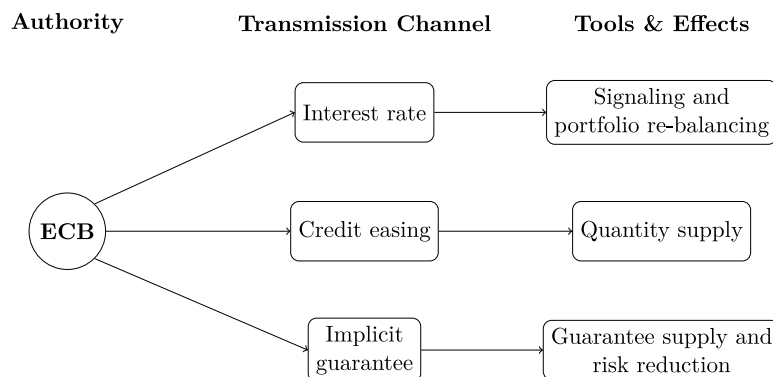 Authority
Transmission Channel
Tools & Effects
Interest rate
Signaling and
portfolio re-balancing
ECB
Credit easing
Quantity supply
Implicit
guarantee
Guarantee supply and
risk reduction